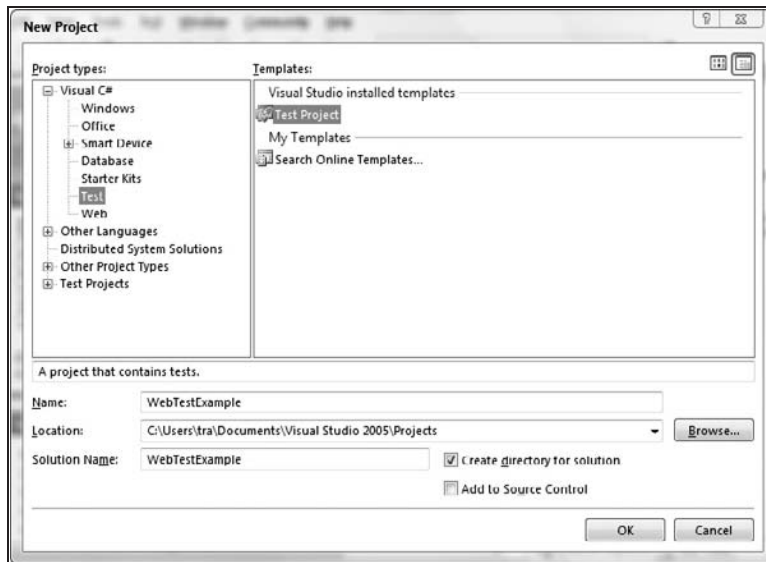 New Project
Project types:
Templates:
Visual C#
Windows
Office
Smart Device
Database
Starter Kits
Test
Web
Other Languages
Distributed System Solutions
Other Project Types
Test Projects
Visual Studio installed templates
Test Project
My Templates
Search Online Templates...
A project that contains tests.
Name: WebTestExample
Location: C:\Users\tra\Documents\Visual Studio 2005\Projects
Browse...
Solution Name: WebTestExample
Create directory for solution
Add to Source Control
OK Cancel